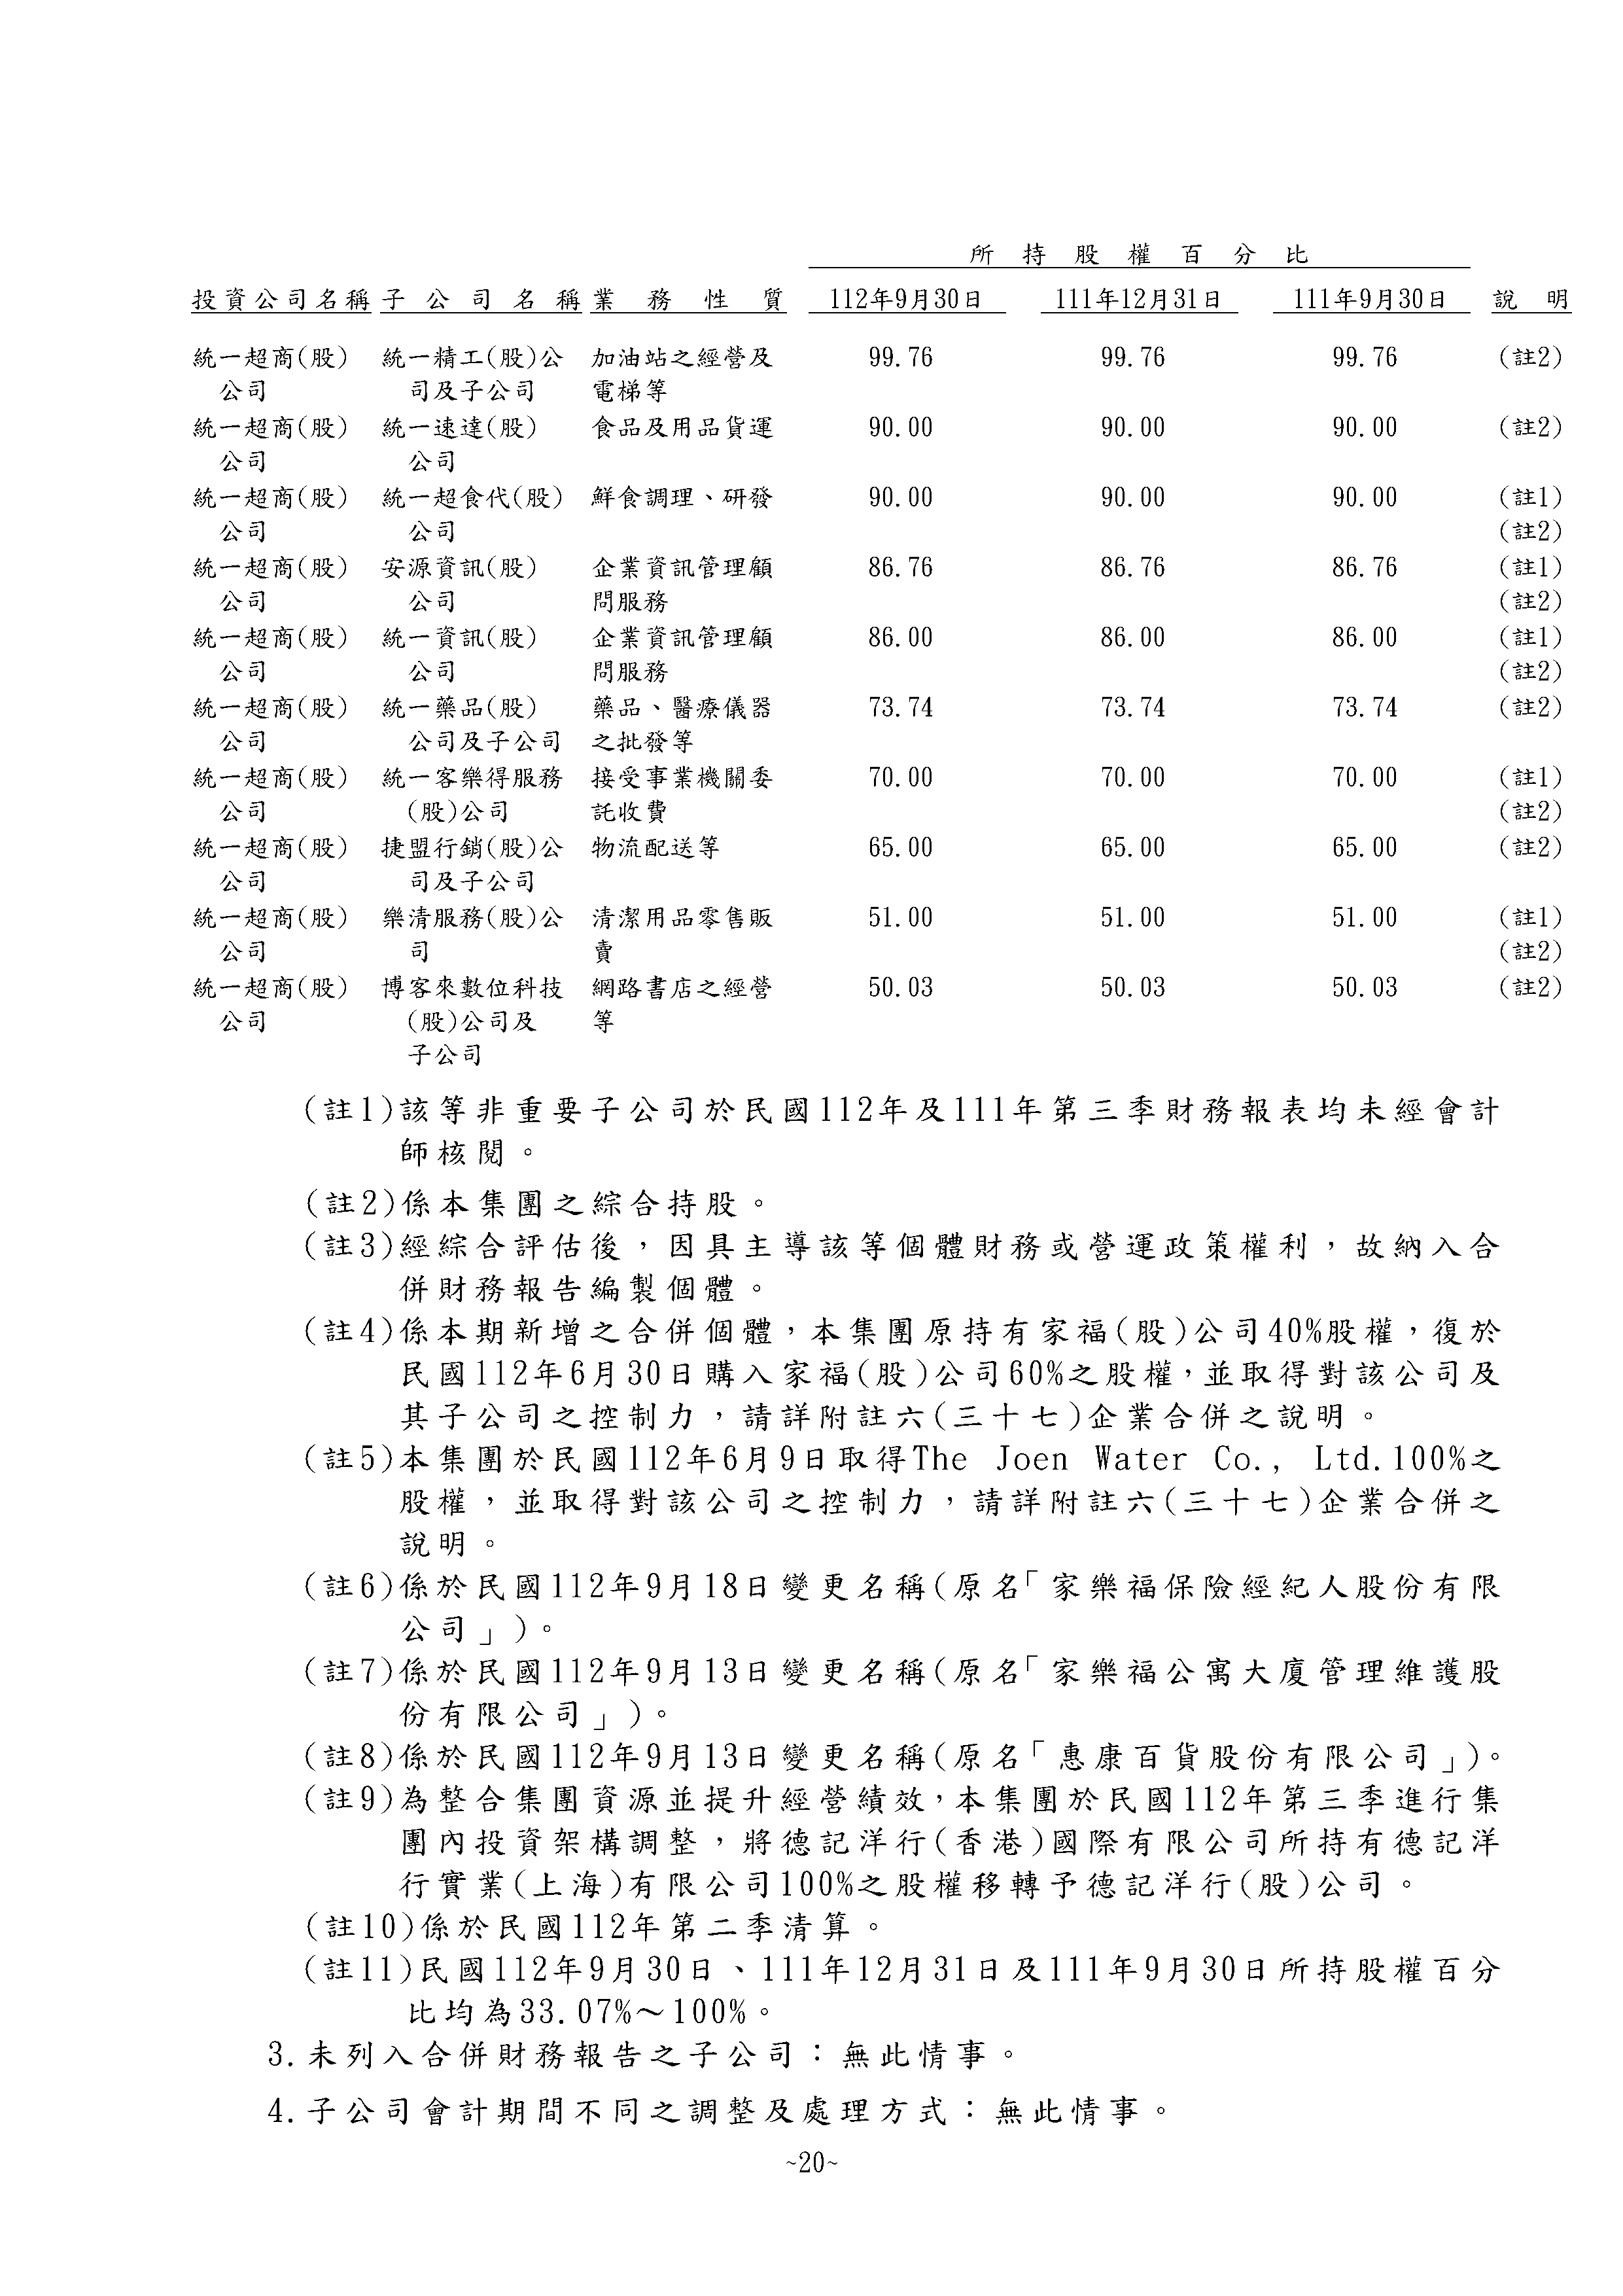 所 持 股 權 百 分 比
投資公司名稱 子 公 司 名 稱 業 務 性 質 112年9月30日 111年12月31日 111年9月30日 說 明
統一超商(股) 統一精工(股)公 加油站之經營及 99.76 99.76 99.76 (註2)
公司 司及子公司 電梯等
統一超商(股) 統一速達(股) 食品及用品貨運 90.00 90.00 90.00 (註2)
公司 公司
統一超商(股) 統一超食代(股) 鮮食調理、研發 90.00 90.00 90.00 (註1)
公司 公司 (註2)
統一超商(股) 安源資訊(股) 企業資訊管理顧 86.76 86.76 86.76 (註1)
公司 公司 問服務 (註2)
統一超商(股) 統一資訊(股) 企業資訊管理顧 86.00 86.00 86.00 (註1)
公司 公司 問服務 (註2)
統一超商(股) 統一藥品(股) 藥品、醫療儀器 73.74 73.74 73.74 (註2)
公司 公司及子公司 之批發等
統一超商(股) 統一客樂得服務 接受事業機關委 70.00 70.00 70.00 (註1)
公司 (股)公司 託收費 (註2)
統一超商(股) 捷盟行銷(股)公 物流配送等 65.00 65.00 65.00 (註2)
公司 司及子公司
統一超商(股) 樂清服務(股)公 清潔用品零售販 51.00 51.00 51.00 (註1)
公司 司 賣 (註2)
統一超商(股) 博客來數位科技 網路書店之經營 50.03 50.03 50.03 (註2)
公司 (股)公司及 等
子公司
(註1)該等非重要子公司於民國112年及111年第三季財務報表均未經會計
師核閱。
(註2)係本集團之綜合持股。
(註3)經綜合評估後，因具主導該等個體財務或營運政策權利，故納入合
併財務報告編製個體。
(註4)係本期新增之合併個體，本集團原持有家福(股)公司40%股權，復於
民國112年6月30日購入家福(股)公司60%之股權，並取得對該公司及
其子公司之控制力，請詳附註六(三十七)企業合併之說明。
(註5)本集團於民國112年6月9日取得The Joen Water Co., Ltd.100%之
股權，並取得對該公司之控制力，請詳附註六(三十七)企業合併之
說明。
(註6)係於民國112年9月18日變更名稱(原名「家樂福保險經紀人股份有限
公司」)。
(註7)係於民國112年9月13日變更名稱(原名「家樂福公寓大廈管理維護股
份有限公司」)。
(註8)係於民國112年9月13日變更名稱(原名「惠康百貨股份有限公司」)。
(註9)為整合集團資源並提升經營績效，本集團於民國112年第三季進行集
團內投資架構調整，將德記洋行(香港)國際有限公司所持有德記洋
行實業(上海)有限公司100%之股權移轉予德記洋行(股)公司。
(註10)係於民國112年第二季清算。
(註11)民國112年9月30日、111年12月31日及111年9月30日所持股權百分
比均為33.07%～100%。
3.未列入合併財務報告之子公司：無此情事。
4.子公司會計期間不同之調整及處理方式：無此情事。
~20~